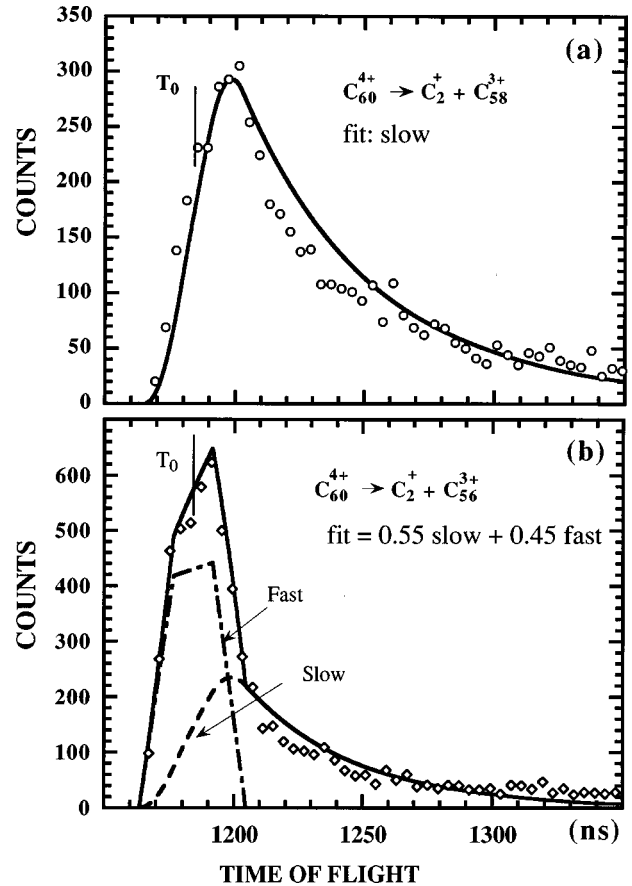 350
300
250
200
150
100
50
0
COUNTS
(a)
T0
C60^4+ → C2^+ + C58^3+
fit: slow
600
500
400
300
200
100
0
COUNTS
(b)
T0
C60^4+ → C2^+ + C56^3+
fit = 0.55 slow + 0.45 fast
Fast
Slow
1200
1250
1300
(ns)
TIME OF FLIGHT